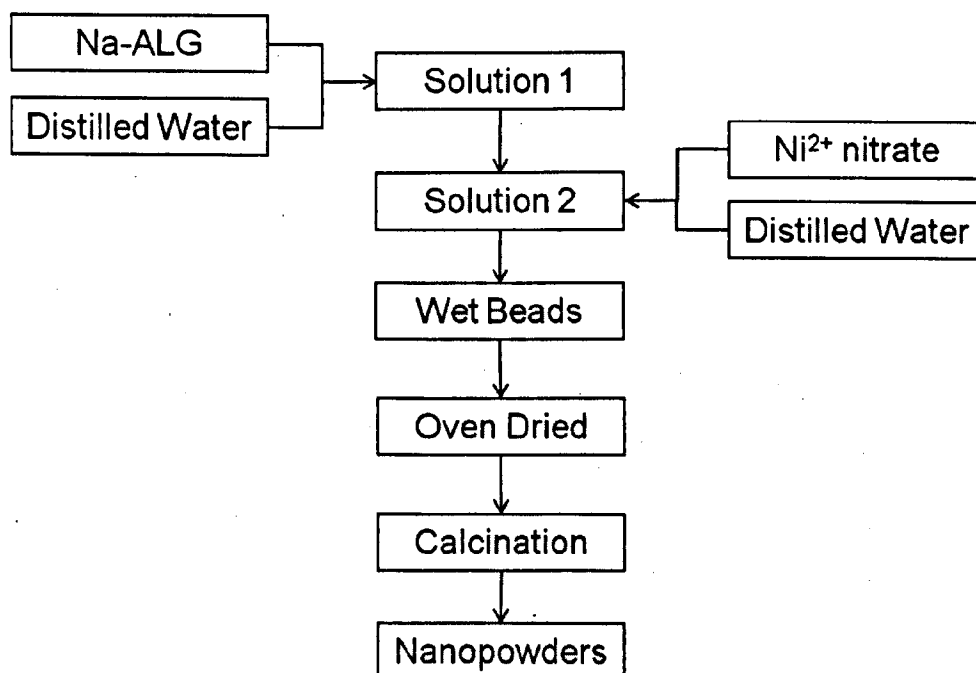 Na-ALG
Distilled Water
Solution 1
Ni²⁺ nitrate
Distilled Water
Solution 2
Wet Beads
Oven Dried
Calcination
Nanopowders